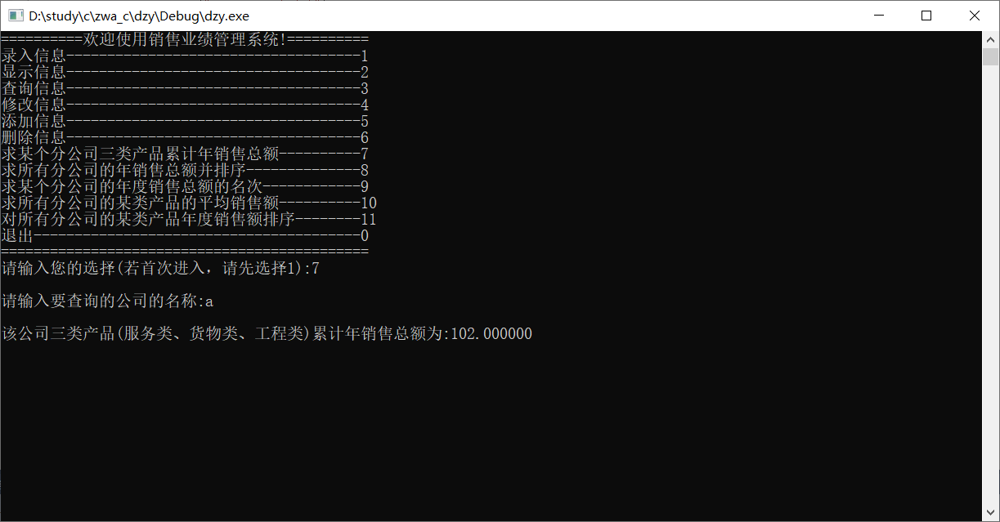 D:\study\c\zwa_c\dzy\Debug\dzy.exe
==========欢迎使用销售业绩管理系统!==========
录入信息------------------------------------1
显示信息------------------------------------2
查询信息------------------------------------3
修改信息------------------------------------4
添加信息------------------------------------5
删除信息------------------------------------6
求某个分公司三类产品累计年销售总额----------7
求所有分公司的年销售总额并排序--------------8
求某个分公司的年度销售总额的名次------------9
求所有分公司的某类产品的平均销售额----------10
对所有分公司的某类产品年度销售额排序--------11
退出----------------------------------------0
=============================================
请输入您的选择(若首次进入，请先选择1):7
请输入要查询的公司的名称:a
该公司三类产品(服务类、货物类、工程类)累计年销售总额为:102.000000